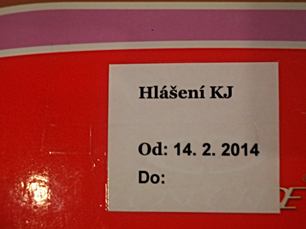 Hlášení KJ
Od: 14. 2. 2014
Do: